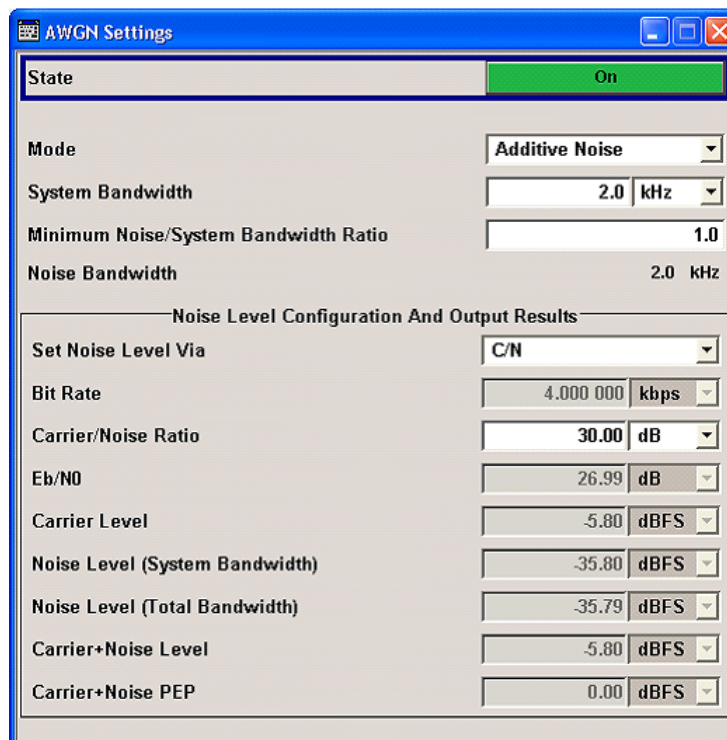 AWGN Settings
State On
Mode Additive Noise
System Bandwidth 2.0 kHz
Minimum Noise/System Bandwidth Ratio 1.0
Noise Bandwidth 2.0 kHz
Noise Level Configuration And Output Results
Set Noise Level Via C/N
Bit Rate 4.000 000 kbps
Carrier/Noise Ratio 30.00 dB
Eb/N0 26.99 dB
Carrier Level -5.80 dBFS
Noise Level (System Bandwidth) -35.80 dBFS
Noise Level (Total Bandwidth) -35.79 dBFS
Carrier+Noise Level -5.80 dBFS
Carrier+Noise PEP 0.00 dBFS